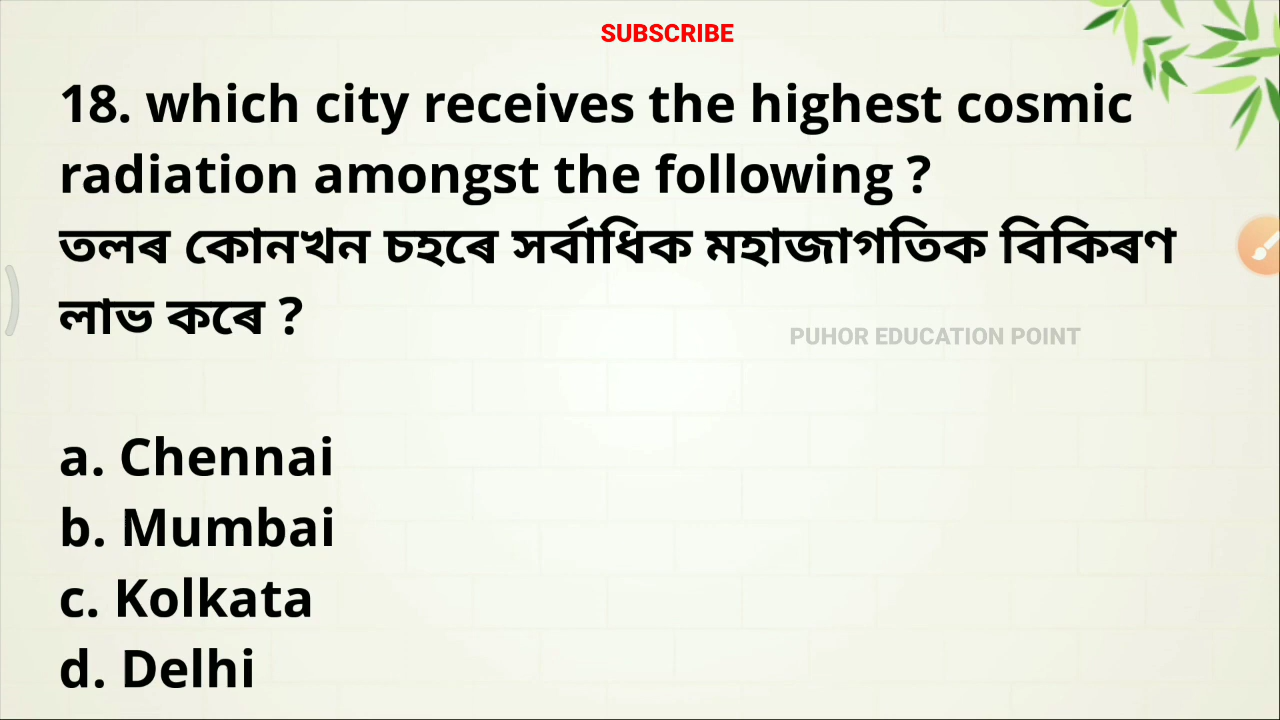 SUBSCRIBE
18. which city receives the highest cosmic
radiation amongst the following ?
তলৰ কোনখন চহৰে সৰ্বাধিক মহাজাগতিক বিকিৰণ
লাভ কৰে ?
PUHOR EDUCATION POINT
a. Chennai
b. Mumbai
c. Kolkata
d. Delhi